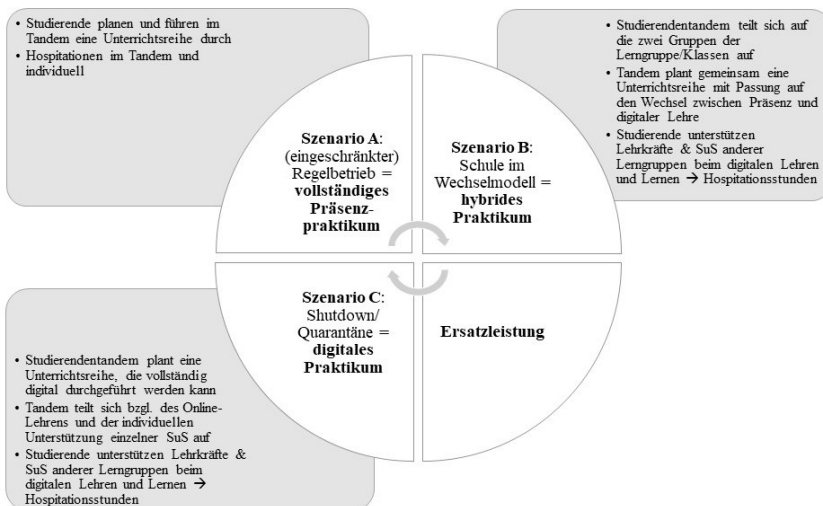 • Studierende planen und führen im
Tandem eine Unterrichtsreihe durch
• Hospitationen im Tandem und
individuell
• Studierendentandem teilt sich auf
die zwei Gruppen der
Lerngruppe/Klassen auf
• Tandem plant gemeinsam eine
Unterrichtsreihe mit Passung auf
den Wechsel zwischen Präsenz und
digitaler Lehre
• Studierende unterstützen
Lehrkräfte & SuS anderer
Lerngruppen beim digitalen Lehren
und Lernen → Hospitationsstunden
Szenario A:
(eingeschränkter)
Regelbetrieb =
vollständiges
Präsenz-
praktikum
Szenario B:
Schule im
Wechselmodell =
hybrides
Praktikum
Szenario C:
Shutdown/
Quarantäne =
digitales
Praktikum
Ersatzleistung
• Studierendentandem plant eine
Unterrichtsreihe, die vollständig
digital durchgeführt werden kann
• Tandem teilt sich bzgl. des Online-
Lehrens und der individuellen
Unterstützung einzelner SuS auf
• Studierende unterstützen Lehrkräfte &
SuS anderer Lerngruppen beim
digitalen Lehren und Lernen →
Hospitationsstunden